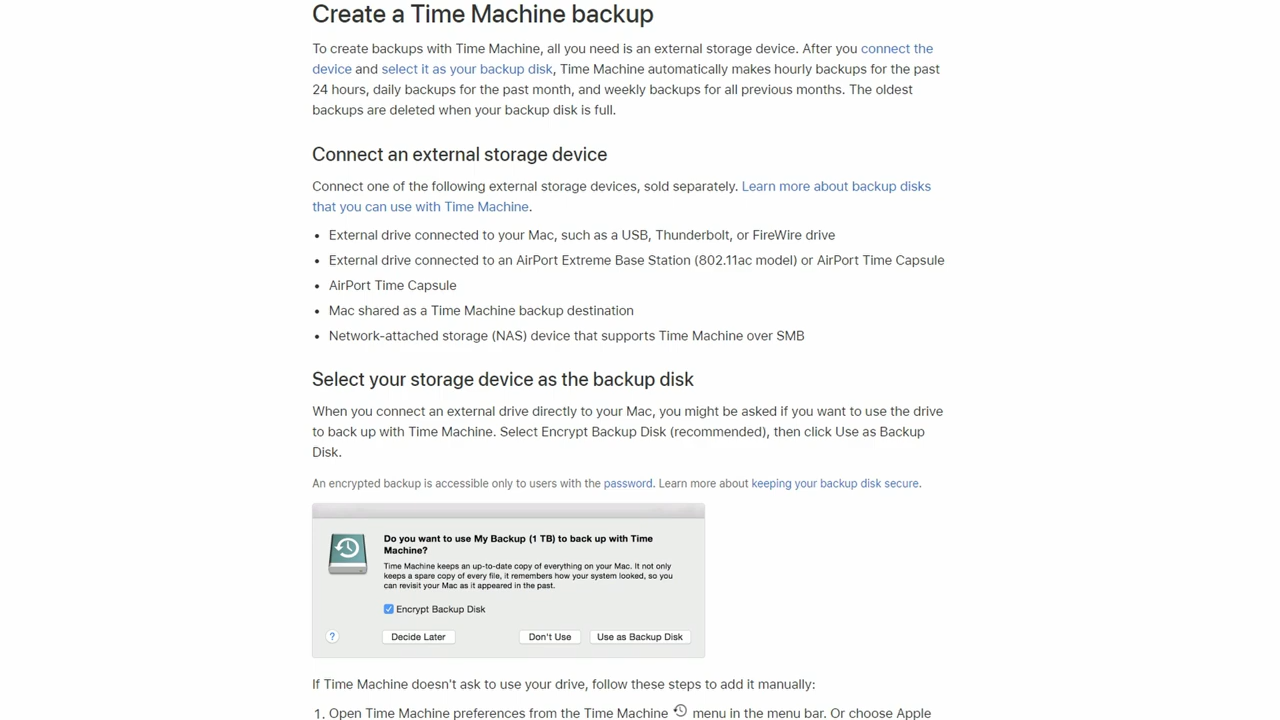 Create a Time Machine backup
To create backups with Time Machine, all you need is an external storage device. After you connect the
device and select it as your backup disk, Time Machine automatically makes hourly backups for the past
24 hours, daily backups for the past month, and weekly backups for all previous months. The oldest
backups are deleted when your backup disk is full.
Connect an external storage device
Connect one of the following external storage devices, sold separately. Learn more about backup disks
that you can use with Time Machine.
• External drive connected to your Mac, such as a USB, Thunderbolt, or FireWire drive
• External drive connected to an AirPort Extreme Base Station (802.11ac model) or AirPort Time Capsule
• AirPort Time Capsule
• Mac shared as a Time Machine backup destination
• Network-attached storage (NAS) device that supports Time Machine over SMB
Select your storage device as the backup disk
When you connect an external drive directly to your Mac, you might be asked if you want to use the drive
to back up with Time Machine. Select Encrypt Backup Disk (recommended), then click Use as Backup
Disk.
An encrypted backup is accessible only to users with the password. Learn more about keeping your backup disk secure.
Do you want to use My Backup (1 TB) to back up with Time
Machine?
Time Machine keeps an up-to-date copy of everything on your Mac. It not only
keeps a spare copy of every file, it remembers how your system looked, so you
can revisit your Mac as it appeared in the past.
Encrypt Backup Disk
? Decide Later Don't Use Use as Backup Disk
If Time Machine doesn't ask to use your drive, follow these steps to add it manually:
1. Open Time Machine preferences from the Time Machine menu in the menu bar. Or choose Apple